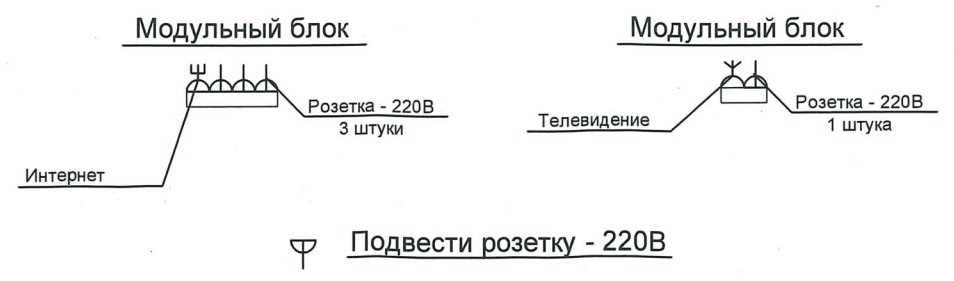 Модульный блок
Розетка - 220В
3 штуки
Интернет
Модульный блок
Розетка - 220В
1 штука
Телевидение
Подвести розетку - 220В